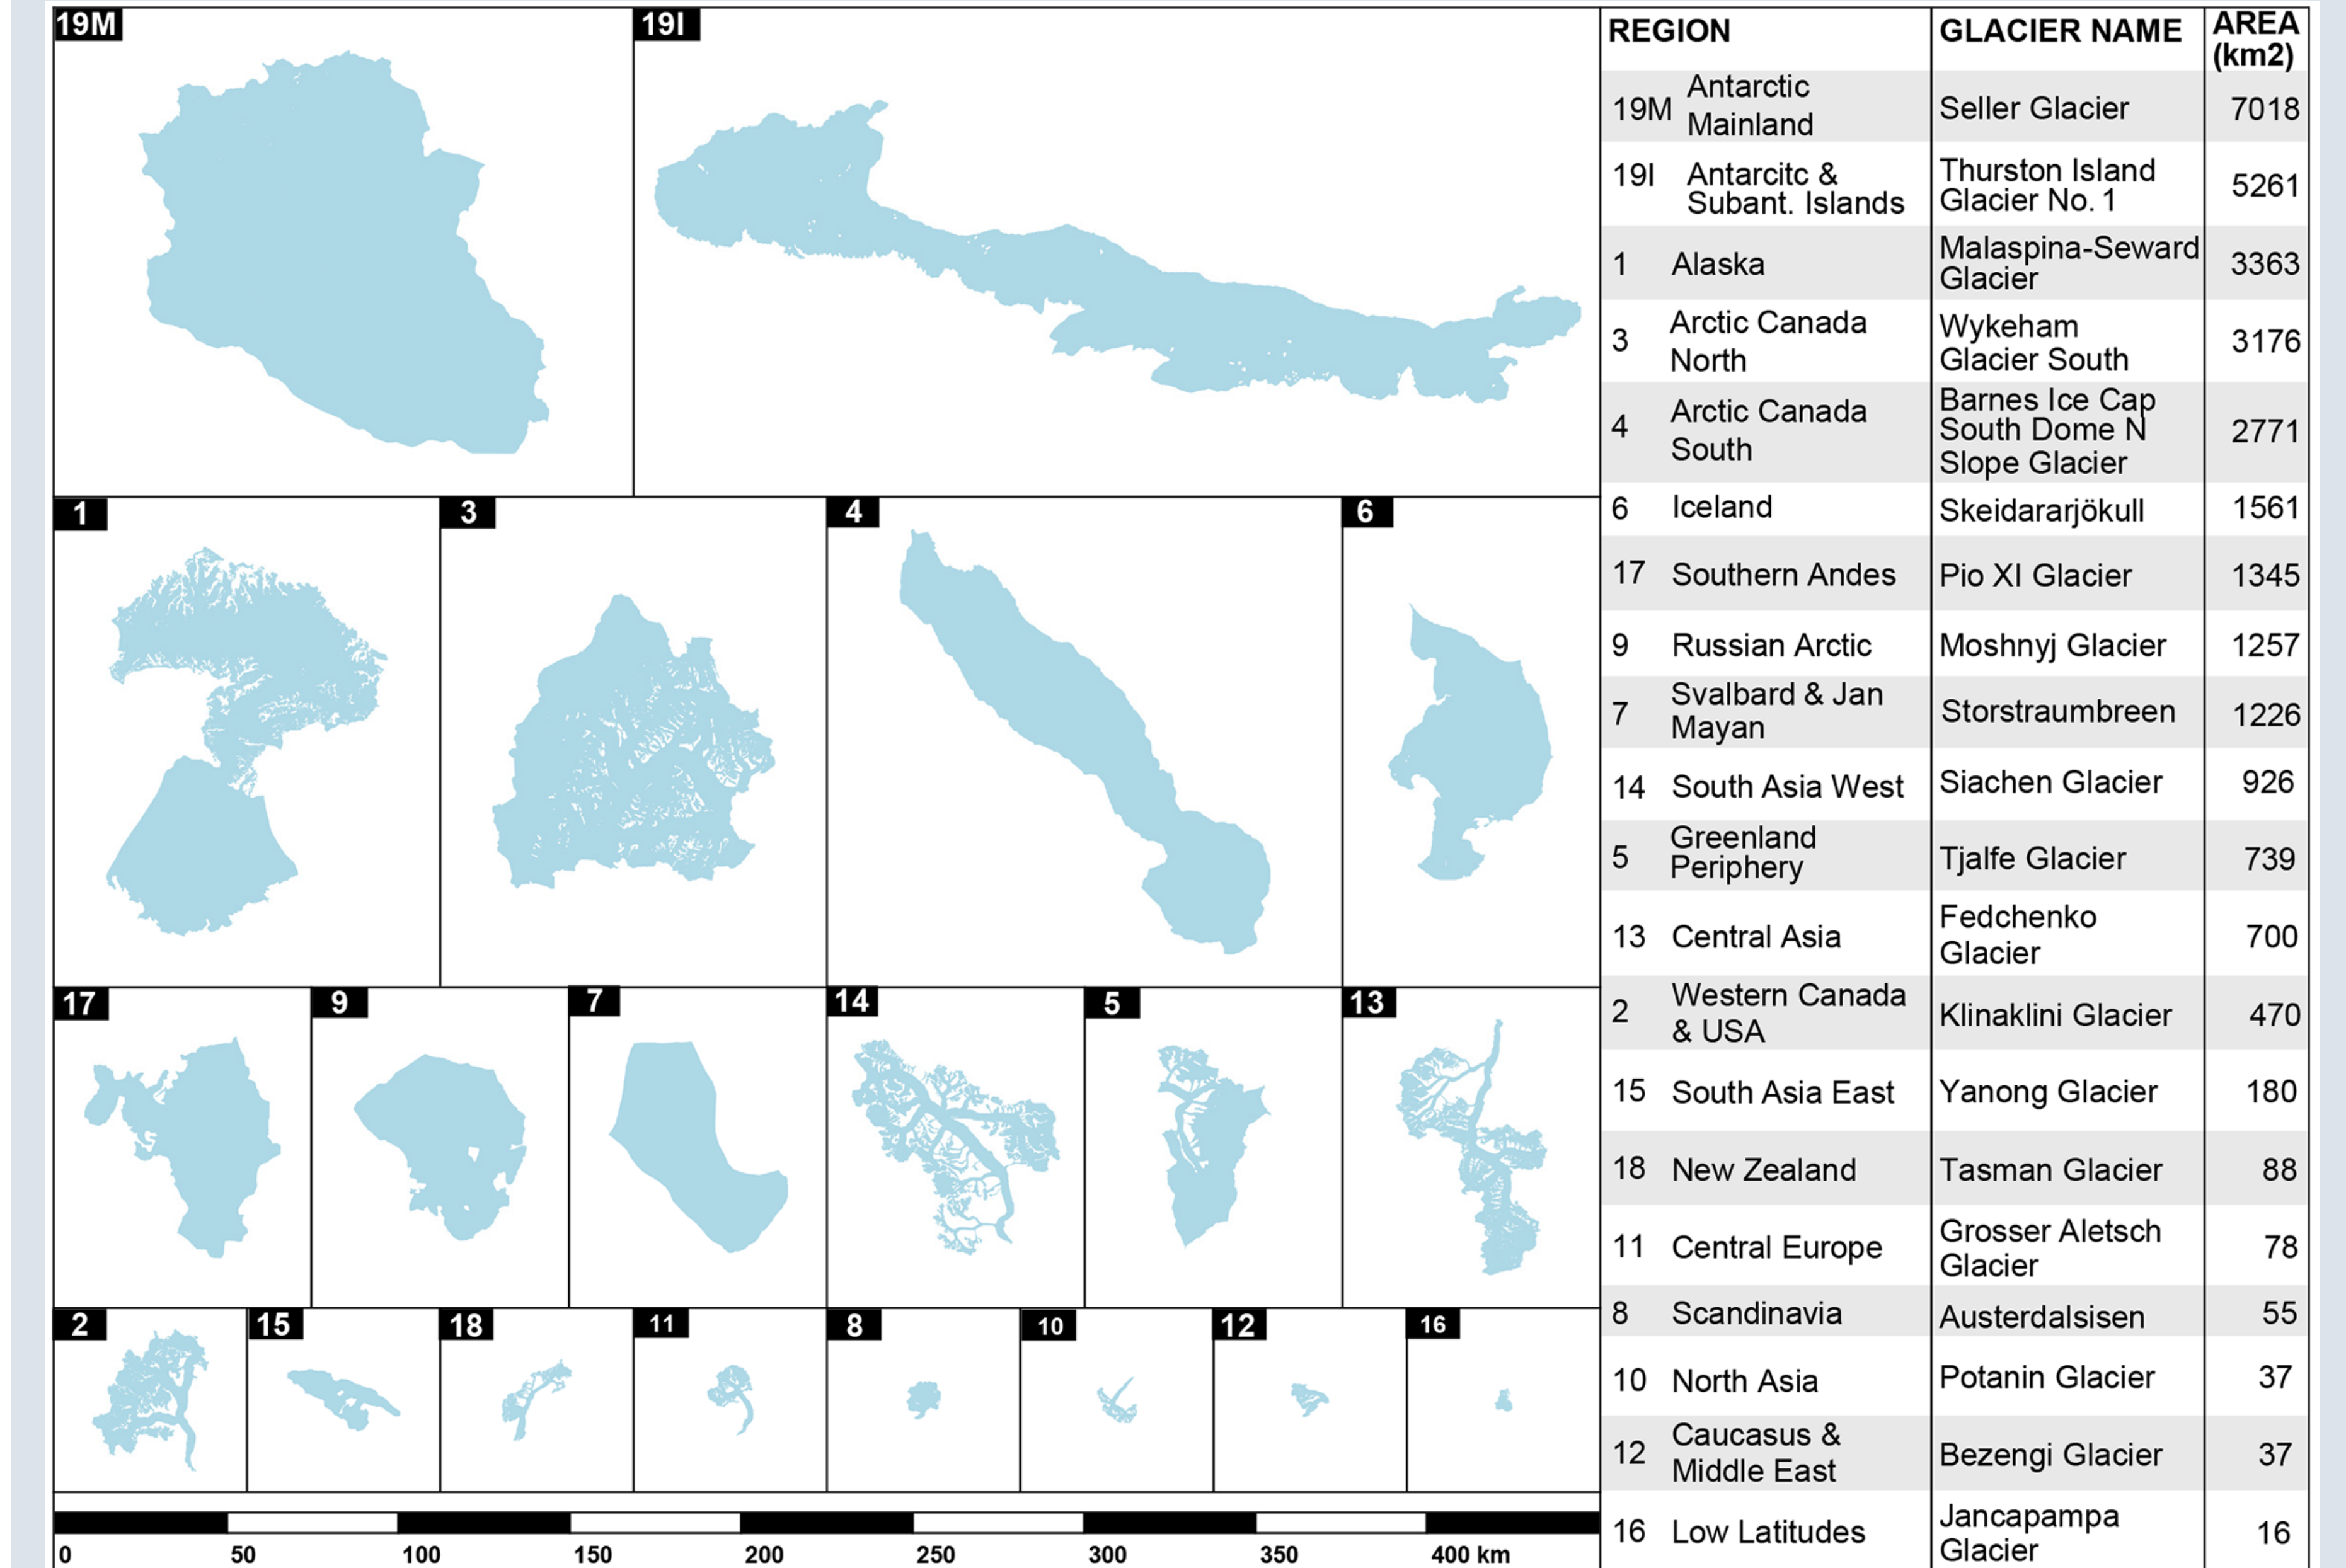 19M
19I
1
3
4
6
17
9
7
14
5
13
2
15
18
11
8
10
12
16
0 50 100 150 200 250 300 350 400 km
REGION GLACIER NAME AREA
(km2)
19M Antarctic
Mainland Seller Glacier 7018
19I Antarcitc &
Subant. Islands Thurston Island
Glacier No. 1 5261
1 Alaska Malaspina-Seward
Glacier 3363
3 Arctic Canada
North Wykeham
Glacier South 3176
4 Arctic Canada
South Barnes Ice Cap
South Dome N
Slope Glacier 2771
6 Iceland Skeidararjökull 1561
17 Southern Andes Pio XI Glacier 1345
9 Russian Arctic Moshnyj Glacier 1257
7 Svalbard & Jan
Mayan Storstraumbreen 1226
14 South Asia West Siachen Glacier 926
5 Greenland
Periphery Tjalfe Glacier 739
13 Central Asia Fedchenko
Glacier 700
2 Western Canada
& USA Klinaklini Glacier 470
15 South Asia East Yanong Glacier 180
18 New Zealand Tasman Glacier 88
11 Central Europe Grosser Aletsch
Glacier 78
8 Scandinavia Austerdalsisen 55
10 North Asia Potanin Glacier 37
12 Caucasus &
Middle East Bezengi Glacier 37
16 Low Latitudes Jancapampa
Glacier 16